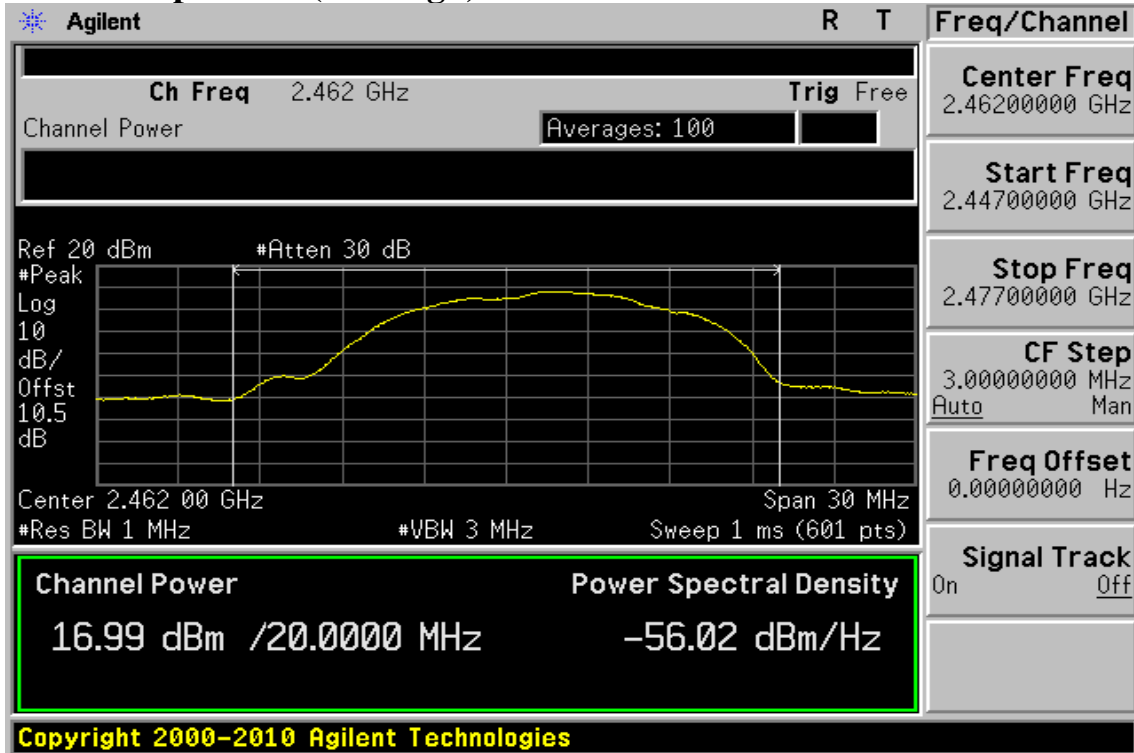 Agilent R T
Ch Freq 2.462 GHz Trig Free
Channel Power Averages: 100
Ref 20 dBm #Atten 30 dB
#Peak
Log
10
dB/
Offst
10.5
dB
Center 2.462 00 GHz Span 30 MHz
#Res BW 1 MHz #VBW 3 MHz Sweep 1 ms (601 pts)
Channel Power Power Spectral Density
16.99 dBm /20.0000 MHz -56.02 dBm/Hz
Copyright 2000-2010 Agilent Technologies
Freq/Channel
Center Freq
2.46200000 GHz
Start Freq
2.44700000 GHz
Stop Freq
2.47700000 GHz
CF Step
3.00000000 MHz
Auto Man
Freq Offset
0.00000000 Hz
Signal Track
On Off